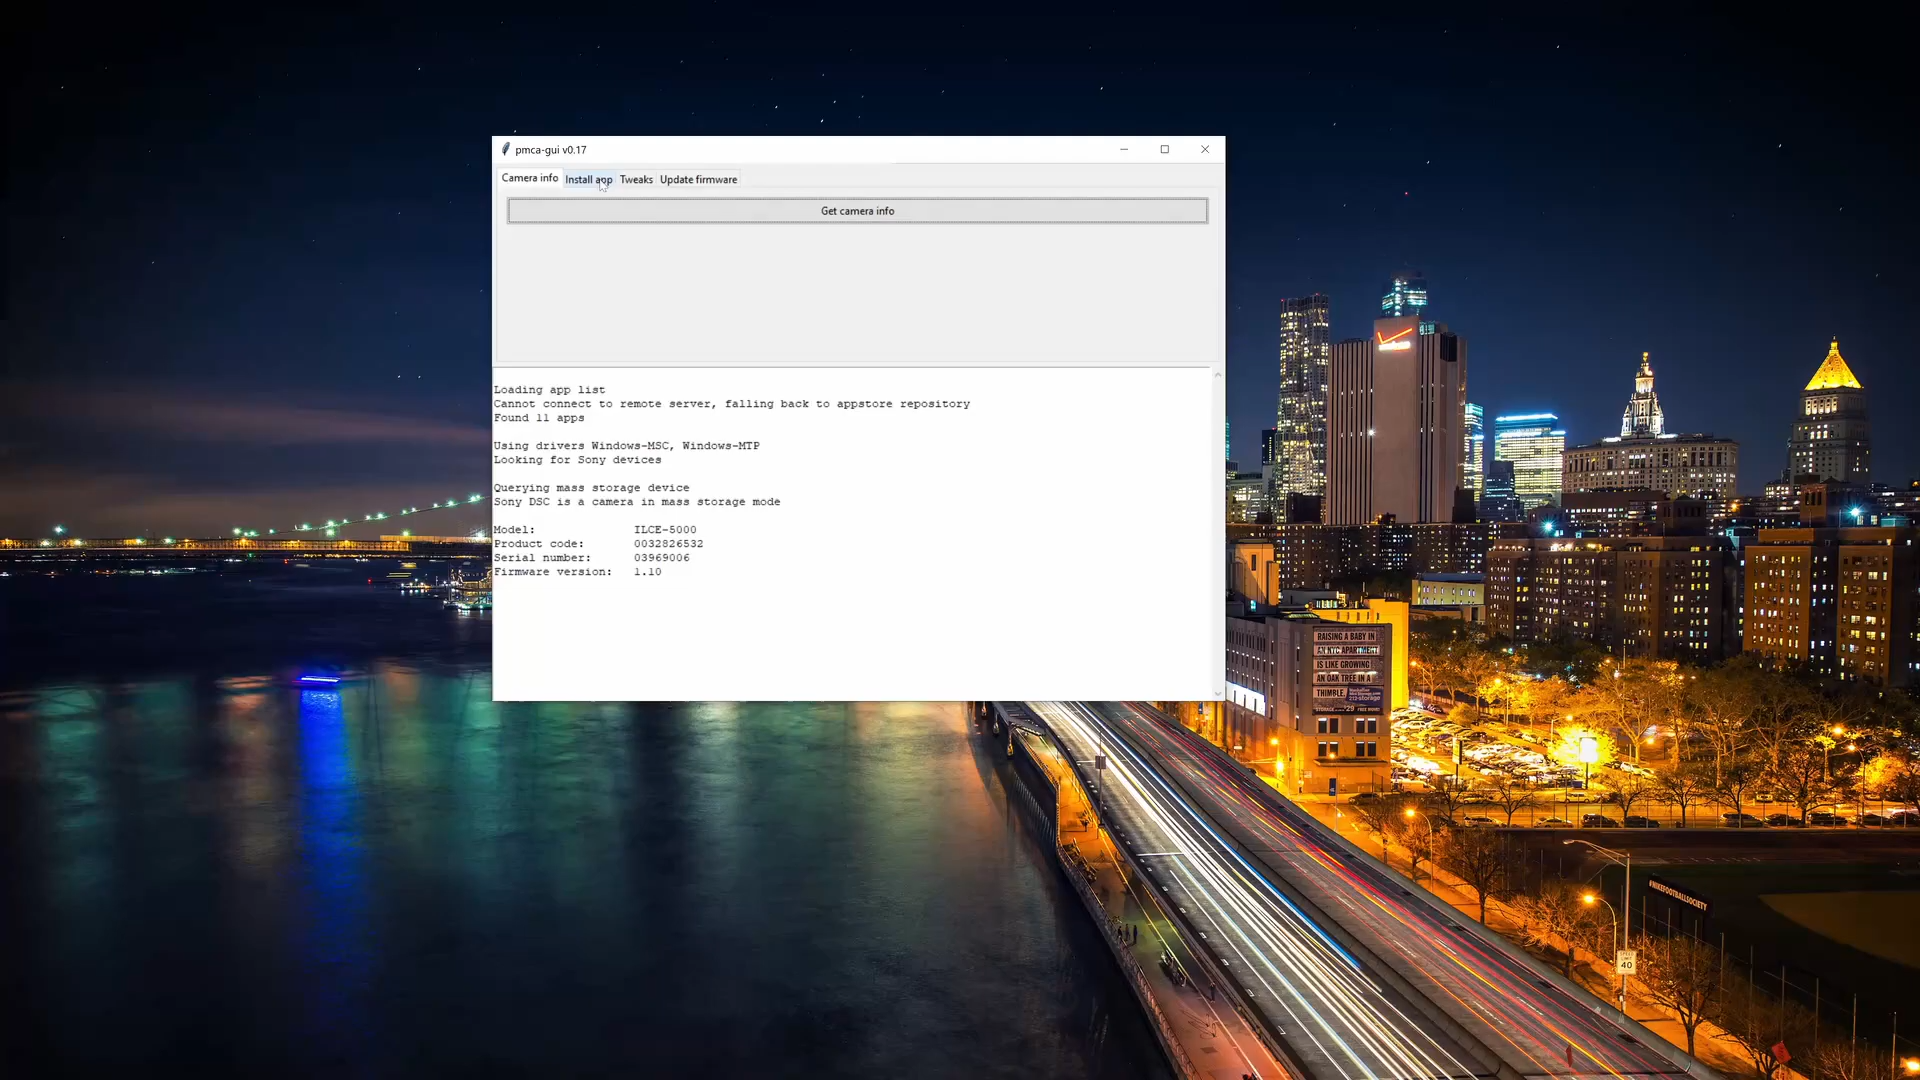 pmca-gui v0.17
Camera info Install app Tweaks Update firmware
Get camera info
Loading app list
Cannot connect to remote server, falling back to appstore repository
Found 11 apps
Using drivers Windows-MSC, Windows-MTP
Looking for Sony devices
Querying mass storage device
Sony DSC is a camera in mass storage mode
Model: ILCE-5000
Product code: 0032826532
Serial number: 03969006
Firmware version: 1.10
RAISING A BABY IN
AN NYC APARTMENT
IS LIKE GROWING
AN OAK TREE IN A
THIMBLE.
#NIKEFOOTBALLSOCIETY
SPEED
LIMIT
40